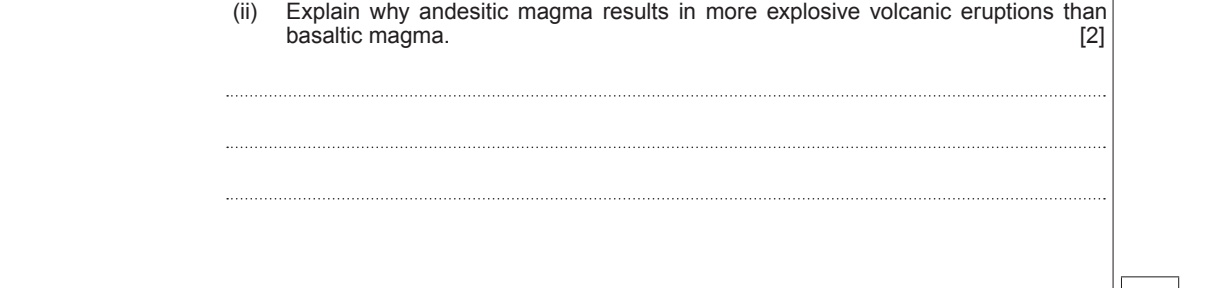 (ii) Explain why andesitic magma results in more explosive volcanic eruptions than
basaltic magma. [2]